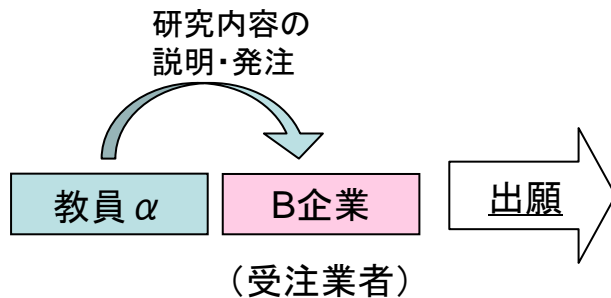 研究内容の
説明・発注
教員α
B企業
出願
(受注業者)